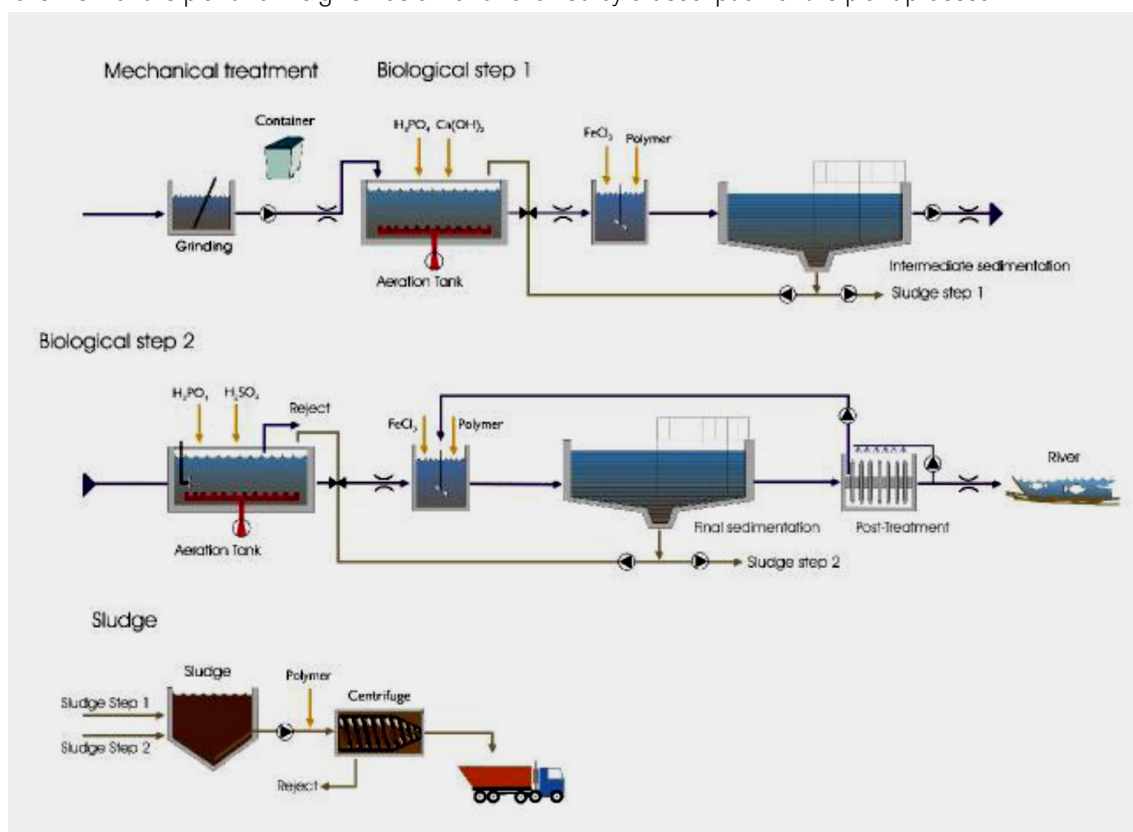 Mechanical treatment
Biological step 1
Container
H₃PO₄ Ca(OH)₂
FeCl₃
Polymer
Grinding
Aeration Tank
Intermediate sedimentation
Sludge step 1
Biological step 2
H₃PO₄
H₂SO₄
Reject
FeCl₃
Polymer
River
Aeration Tank
Final sedimentation
Post-Treatment
Sludge step 2
Sludge
Sludge
Polymer
Centrifuge
Sludge Step 1
Sludge Step 2
Reject